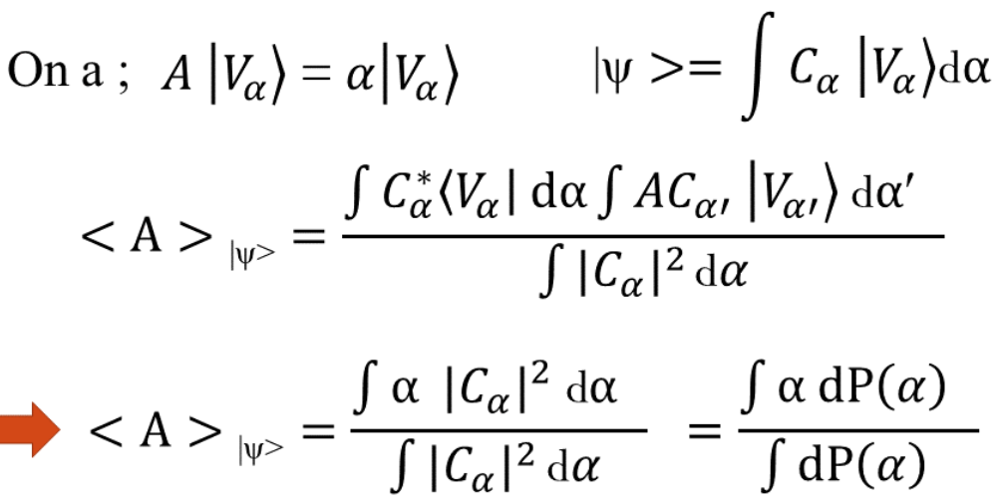 On a ; A |V_α⟩ = α|V_α⟩ |ψ >= ∫ C_α |V_α⟩dα
< A > _|ψ> = ∫ C_α^*⟨V_α| dα ∫ AC_α′ |V_α′⟩ dα′ / ∫ |C_α|² dα
< A > _|ψ> = ∫ α |C_α|² dα / ∫ |C_α|² dα = ∫ α dP(α) / ∫ dP(α)